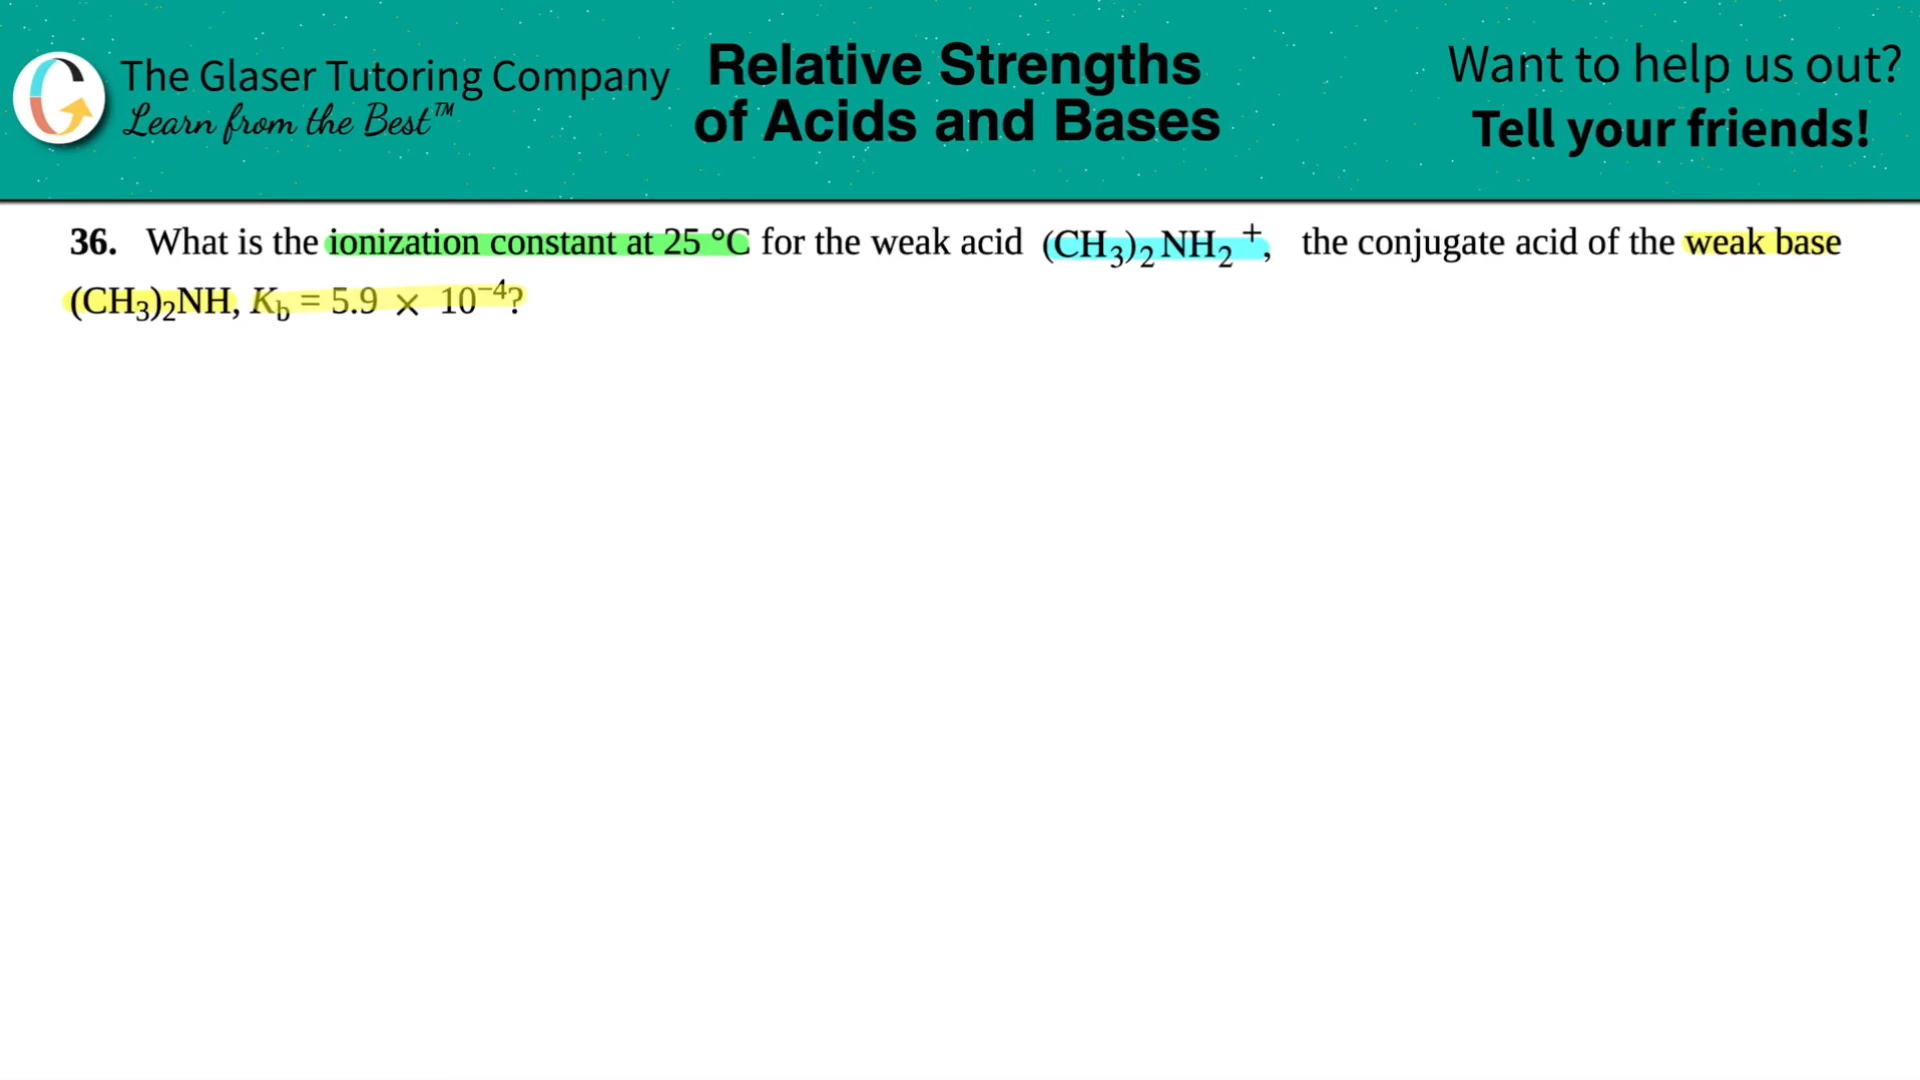 The Glaser Tutoring Company
Learn from the Best™
Relative Strengths
of Acids and Bases
Want to help us out?
Tell your friends!
36. What is the ionization constant at 25 °C for the weak acid (CH₃)₂NH₂⁺, the conjugate acid of the weak base
(CH₃)₂NH, K_b = 5.9 × 10⁻⁴?